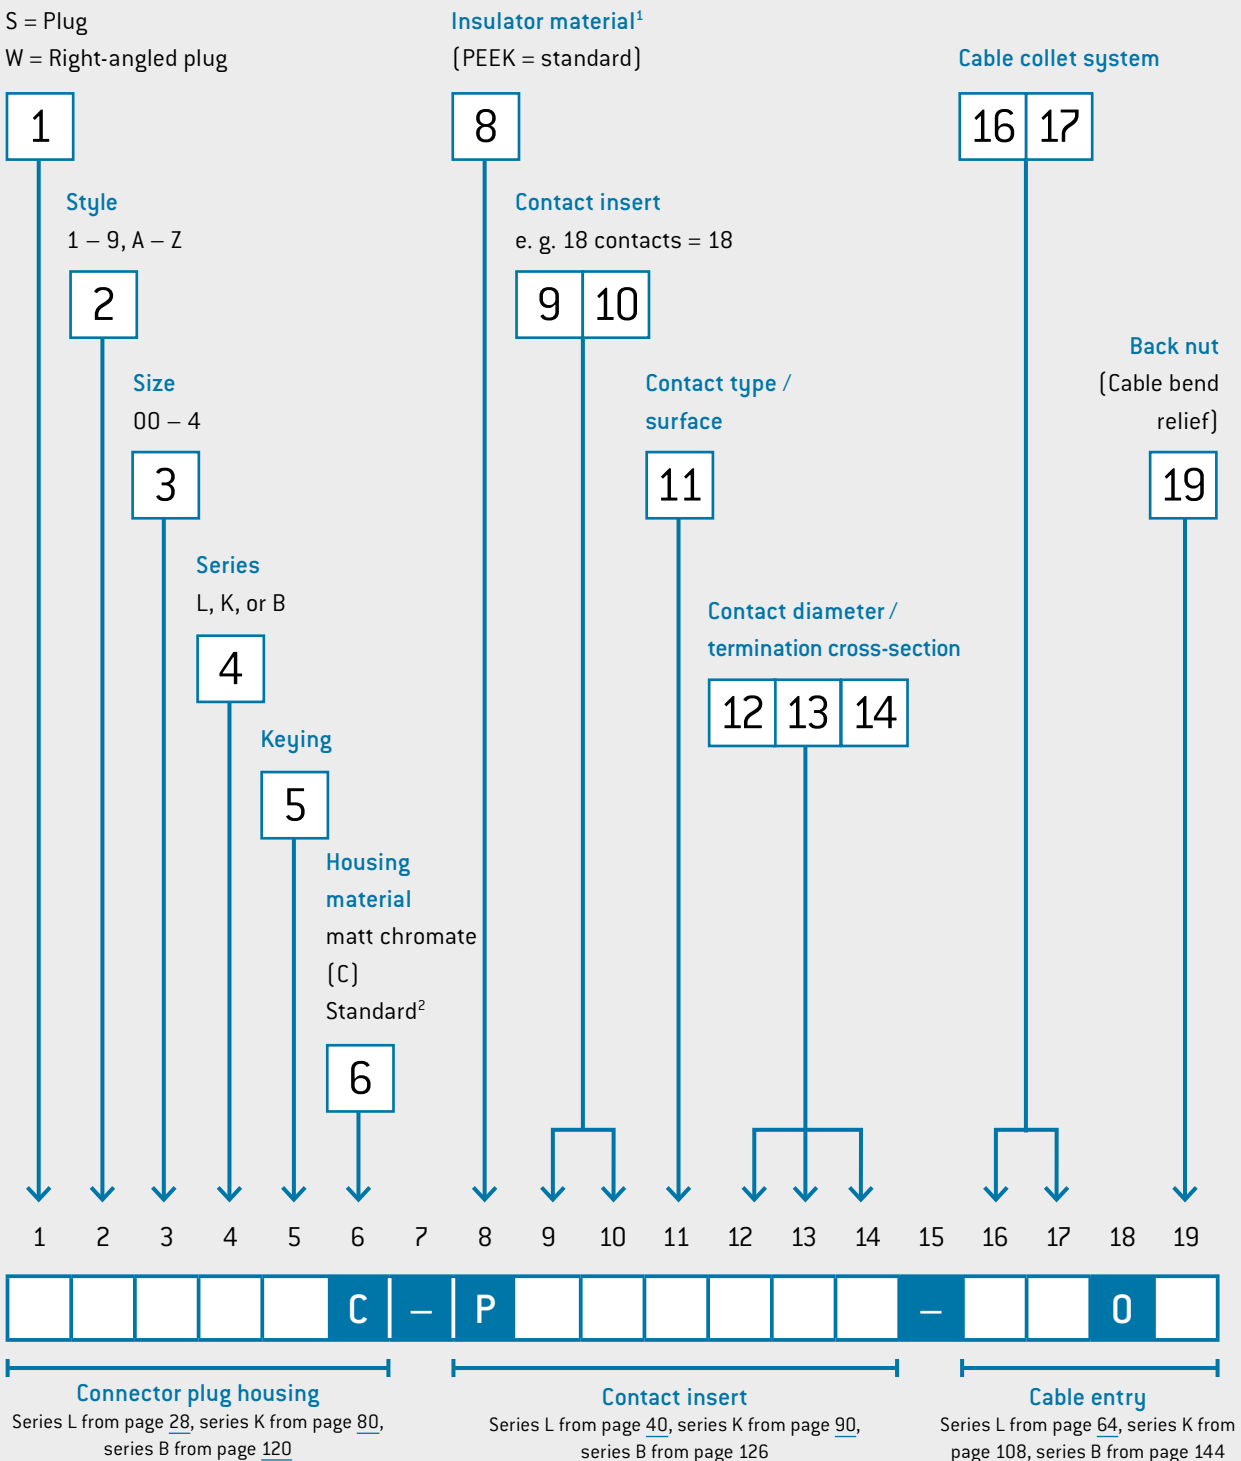 S = Plug
W = Right-angled plug
1
Style
1 – 9, A – Z
2
Size
00 – 4
3
Series
L, K, or B
4
Keying
5
Housing
material
matt chromate
(C)
Standard²
6
Insulator material¹
(PEEK = standard)
8
Contact insert
e. g. 18 contacts = 18
9 10
Contact type /
surface
11
Contact diameter /
termination cross-section
12 13 14
Cable collet system
16 17
Back nut
(Cable bend
relief)
19
1 2 3 4 5 6 7 8 9 10 11 12 13 14 15 16 17 18 19
C – P – 0
Connector plug housing
Series L from page 28, series K from page 80,
series B from page 120
Contact insert
Series L from page 40, series K from page 90,
series B from page 126
Cable entry
Series L from page 64, series K from
page 108, series B from page 144